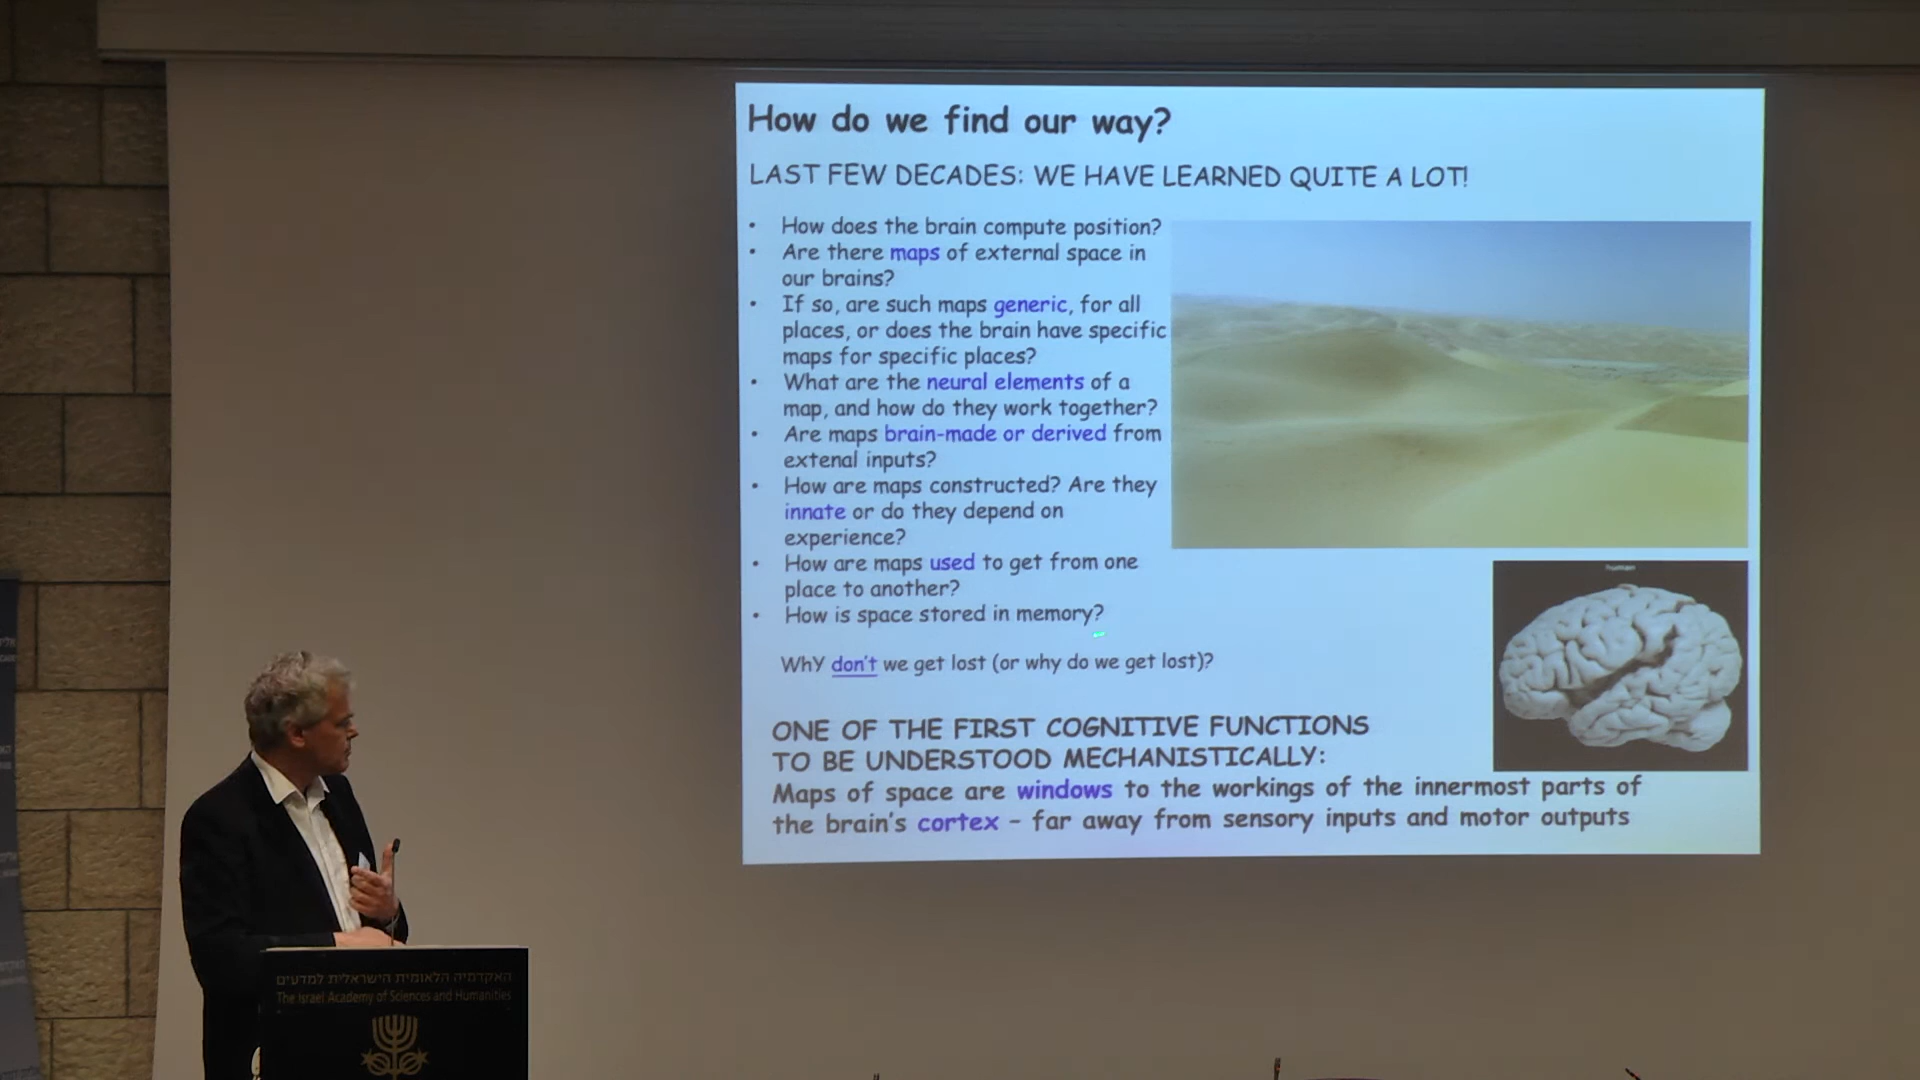 How do we find our way?
LAST FEW DECADES: WE HAVE LEARNED QUITE A LOT!
• How does the brain compute position?
• Are there maps of external space in
our brains?
• If so, are such maps generic, for all
places, or does the brain have specific
maps for specific places?
• What are the neural elements of a
map, and how do they work together?
• Are maps brain-made or derived from
extenal inputs?
• How are maps constructed? Are they
innate or do they depend on
experience?
• How are maps used to get from one
place to another?
• How is space stored in memory?
WhY don't we get lost (or why do we get lost)?
human
ONE OF THE FIRST COGNITIVE FUNCTIONS
TO BE UNDERSTOOD MECHANISTICALLY:
Maps of space are windows to the workings of the innermost parts of
the brain's cortex – far away from sensory inputs and motor outputs
האקדמיה הלאומית הישראלית למדעים
The Israel Academy of Sciences and Humanities